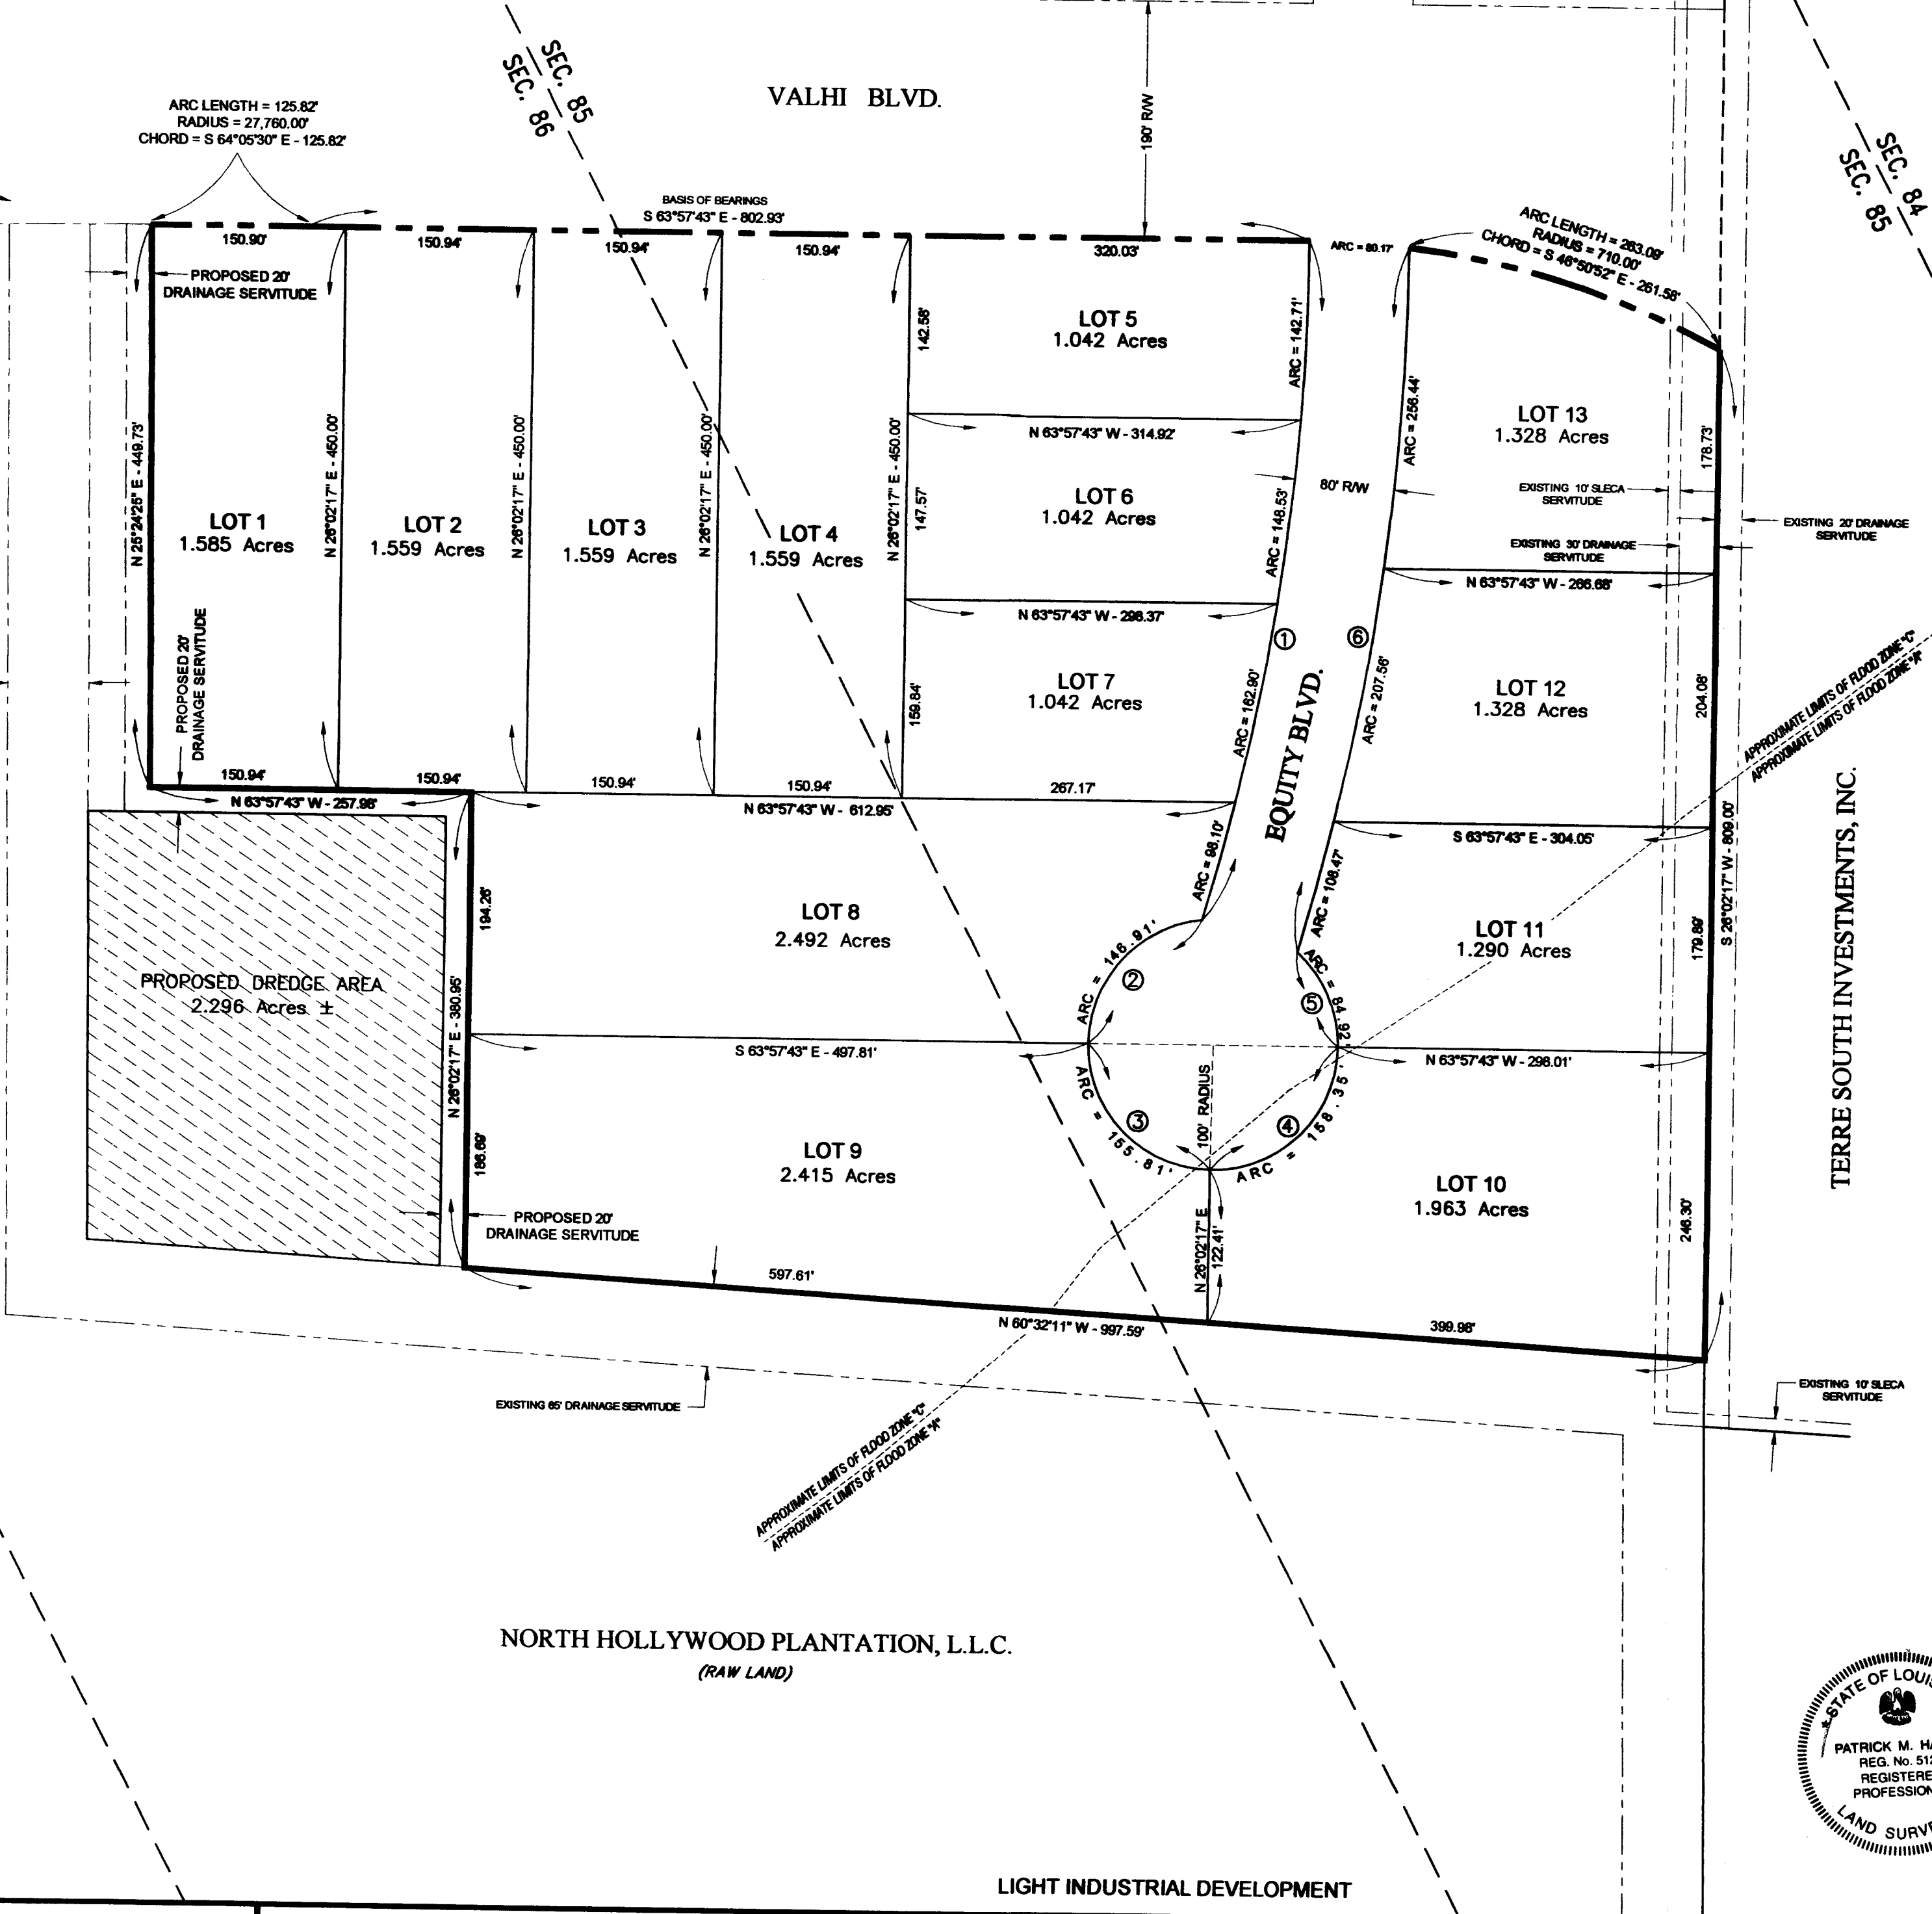 SEC. 85
SEC. 86
VALHI BLVD.
190' R/W
SEC. 84
SEC. 85
ARC LENGTH = 125.82'
RADIUS = 27,760.00'
CHORD = S 64°05'30" E - 125.82'
BASIS OF BEARINGS
S 63°57'43" E - 802.93'
150.90'
150.94'
150.94'
150.94'
320.03'
ARC = 80.17'
ARC LENGTH = 263.09'
RADIUS = 710.00'
CHORD = S 46°50'52" E - 261.58'
PROPOSED 20'
DRAINAGE SERVITUDE
N 25°24'25" E - 449.73'
LOT 1
1.585 Acres
N 26°02'17" E - 450.00'
LOT 2
1.559 Acres
N 26°02'17" E - 450.00'
LOT 3
1.559 Acres
N 26°02'17" E - 450.00'
LOT 4
1.559 Acres
N 26°02'17" E - 450.00'
142.58'
147.57'
159.84'
LOT 5
1.042 Acres
ARC = 142.71'
N 63°57'43" W - 314.92'
LOT 6
1.042 Acres
ARC = 148.53'
N 63°57'43" W - 298.37'
LOT 7
1.042 Acres
ARC = 162.90'
80' R/W
ARC = 256.44'
LOT 13
1.328 Acres
178.73'
EXISTING 10' SLECA
SERVITUDE
EXISTING 20' DRAINAGE
SERVITUDE
EXISTING 30' DRAINAGE
SERVITUDE
N 63°57'43" W - 266.68'
1
6
EQUITY BLVD.
ARC = 207.56'
LOT 12
1.328 Acres
204.08'
APPROXIMATE LIMITS OF FLOOD ZONE "C"
APPROXIMATE LIMITS OF FLOOD ZONE "A"
PROPOSED 20'
DRAINAGE SERVITUDE
150.94'
150.94'
150.94'
150.94'
267.17'
N 63°57'43" W - 257.98'
N 63°57'43" W - 612.95'
S 63°57'43" E - 304.05'
S 26°02'17" W - 809.00'
TERRE SOUTH INVESTMENTS, INC.
194.26'
LOT 8
2.492 Acres
ARC = 98.10'
ARC = 108.47'
LOT 11
1.290 Acres
179.89'
PROPOSED DREDGE AREA
2.296 Acres ±
N 26°02'17" E - 380.95'
ARC = 146.91'
2
ARC = 84.92'
5
S 63°57'43" E - 497.81'
N 63°57'43" W - 298.01'
186.69'
LOT 9
2.415 Acres
ARC = 155.81'
3
100' RADIUS
4
ARC = 158.35'
LOT 10
1.963 Acres
246.30'
N 26°02'17" E
122.41'
PROPOSED 20'
DRAINAGE SERVITUDE
597.61'
N 60°32'11" W - 997.59'
399.98'
EXISTING 65' DRAINAGE SERVITUDE
EXISTING 10' SLECA
SERVITUDE
APPROXIMATE LIMITS OF FLOOD ZONE "C"
APPROXIMATE LIMITS OF FLOOD ZONE "A"
NORTH HOLLYWOOD PLANTATION, L.L.C.
(RAW LAND)
STATE OF
PATRICK M.
REG. No.
LAND
LIGHT INDUSTRIAL DEVELOPMENT